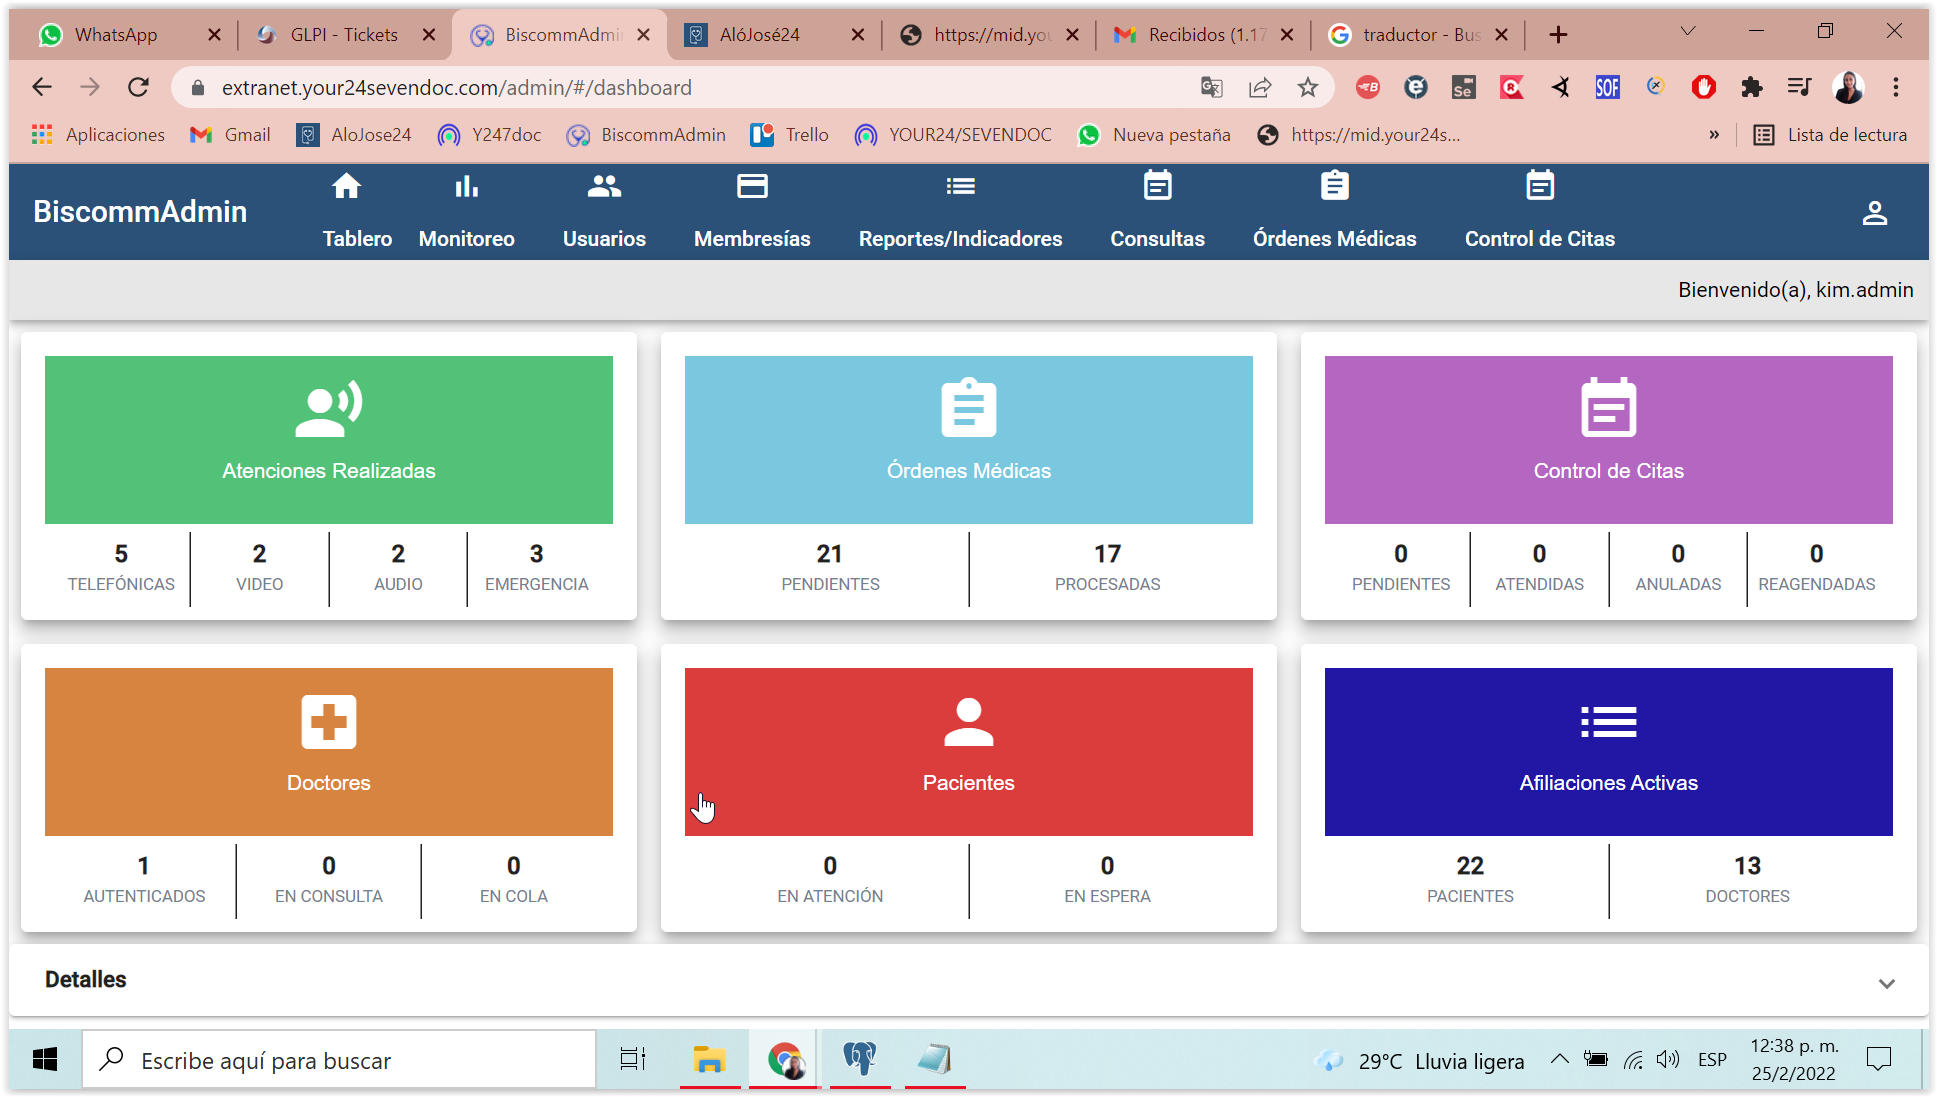 WhatsApp
GLPI - Tickets
BiscommAdmi
AlóJosé24
https://mid.you
Recibidos (1.17
traductor - Bus
extranet.your24sevendoc.com/admin/#/dashboard
Aplicaciones
Gmail
AloJose24
Y247doc
BiscommAdmin
Trello
YOUR24/SEVENDOC
Nueva pestaña
https://mid.your24s...
»
Lista de lectura
BiscommAdmin
Tablero
Monitoreo
Usuarios
Membresías
Reportes/Indicadores
Consultas
Órdenes Médicas
Control de Citas
Bienvenido(a), kim.admin
Atenciones Realizadas
5
TELEFÓNICAS
2
VIDEO
2
AUDIO
3
EMERGENCIA
Órdenes Médicas
21
PENDIENTES
17
PROCESADAS
Control de Citas
0
PENDIENTES
0
ATENDIDAS
0
ANULADAS
0
REAGENDADAS
Doctores
1
AUTENTICADOS
0
EN CONSULTA
0
EN COLA
Pacientes
0
EN ATENCIÓN
0
EN ESPERA
Afiliaciones Activas
22
PACIENTES
13
DOCTORES
Detalles
Escribe aquí para buscar
29°C Lluvia ligera
ESP
12:38 p. m.
25/2/2022